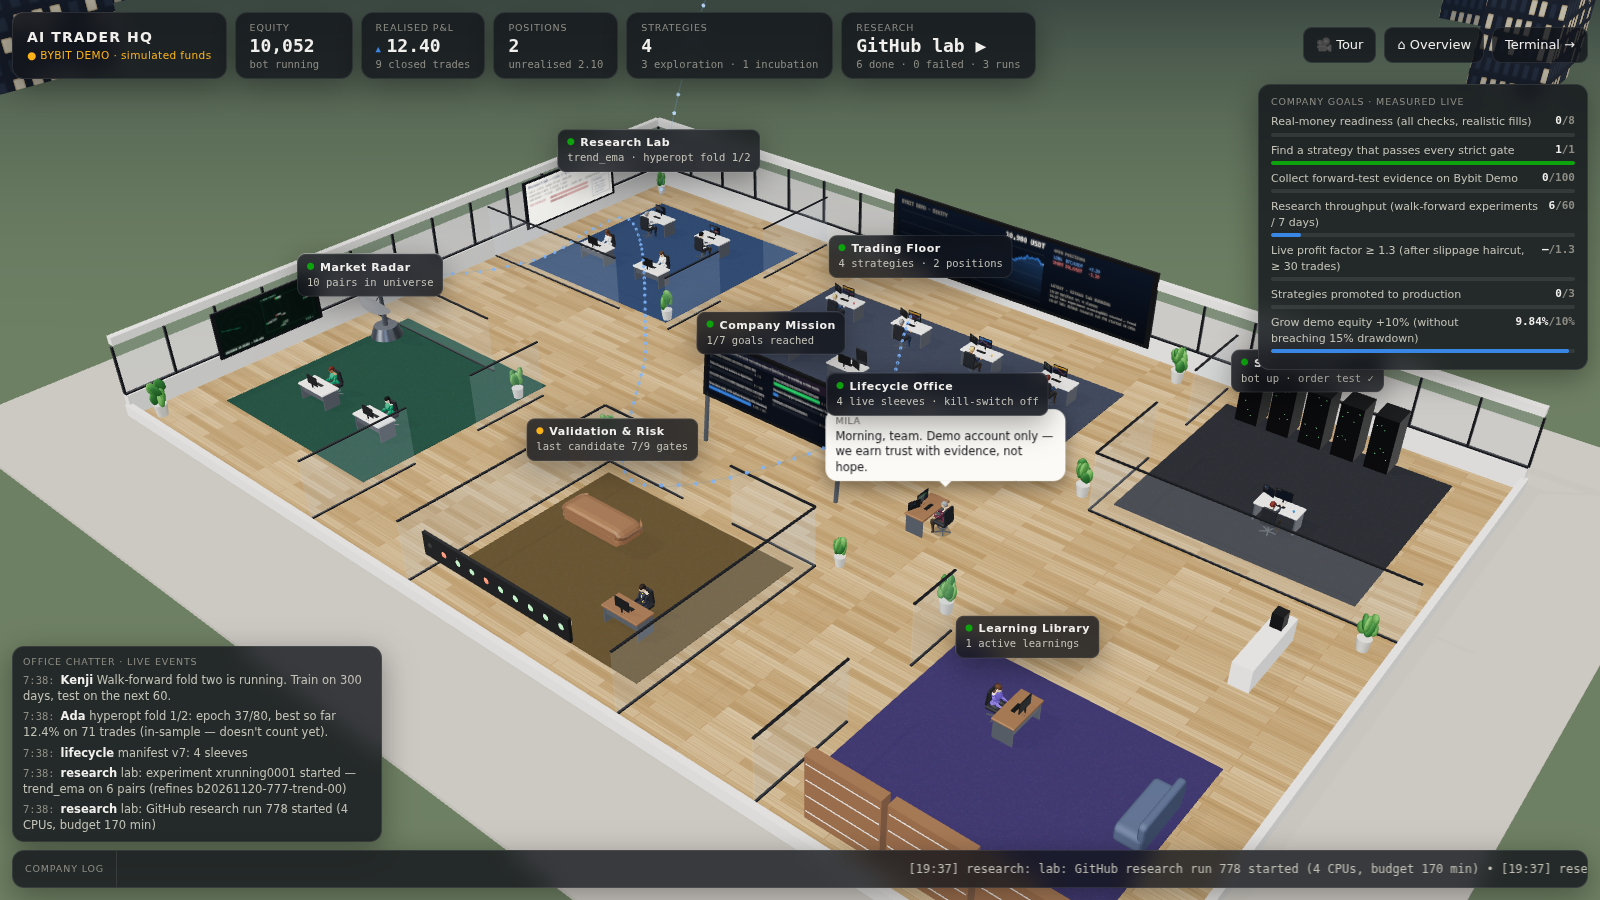 AI TRADER HQ
● BYBIT DEMO · simulated funds
EQUITY
10,052
bot running
REALISED P&L
▲ 12.40
9 closed trades
POSITIONS
2
unrealised 2.10
STRATEGIES
4
3 exploration · 1 incubation
RESEARCH
GitHub lab ▶
6 done · 0 failed · 3 runs
🎥 Tour
⌂ Overview
Terminal →
COMPANY GOALS · MEASURED LIVE
Real-money readiness (all checks, realistic fills) 0/8
Find a strategy that passes every strict gate 1/1
Collect forward-test evidence on Bybit Demo 0/100
Research throughput (walk-forward experiments 6/60
/ 7 days)
Live profit factor ≥ 1.3 (after slippage haircut, —/1.3
≥ 30 trades)
Strategies promoted to production 0/3
Grow demo equity +10% (without 9.84%/10%
breaching 15% drawdown)
Research Lab
trend_ema · hyperopt fold 1/2
Market Radar
10 pairs in universe
Trading Floor
4 strategies · 2 positions
BYBIT DEMO · EQUITY
Company Mission
1/7 goals reached
S
bot up · order test ✓
Lifecycle Office
4 live sleeves · kill-switch off
MILA
Morning, team. Demo account only —
we earn trust with evidence, not
hope.
Validation & Risk
last candidate 7/9 gates
Learning Library
1 active learnings
OFFICE CHATTER · LIVE EVENTS
7:38: Kenji Walk-forward fold two is running. Train on 300
days, test on the next 60.
7:38: Ada hyperopt fold 1/2: epoch 37/80, best so far
12.4% on 71 trades (in-sample — doesn't count yet).
7:38: lifecycle manifest v7: 4 sleeves
7:38: research lab: experiment xrunning0001 started —
trend_ema on 6 pairs (refines b20261120-777-trend-00)
7:38: research lab: GitHub research run 778 started (4
CPUs, budget 170 min)
COMPANY LOG
[19:37] research: lab: GitHub research run 778 started (4 CPUs, budget 170 min) • [19:37] rese